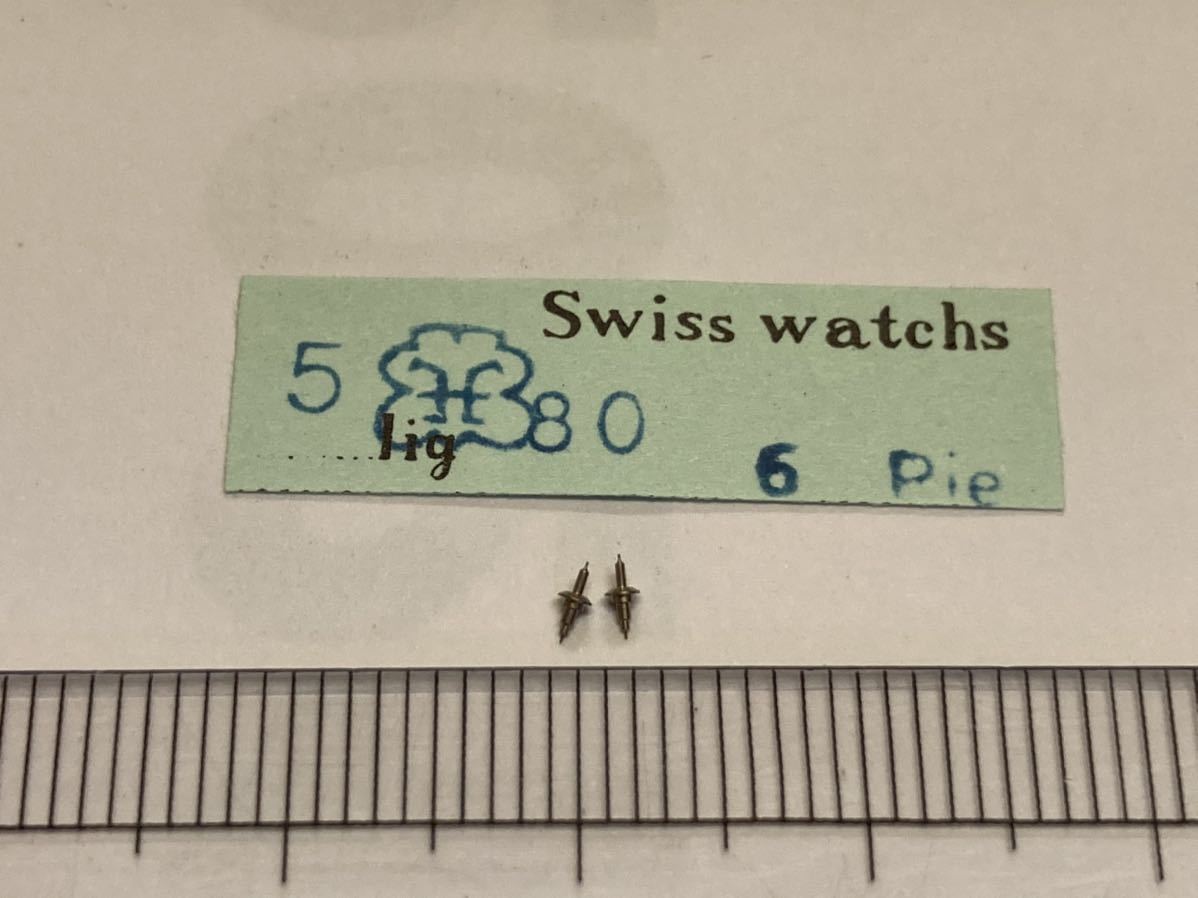 Swiss watchs
5 80
.....lig
6 Pie